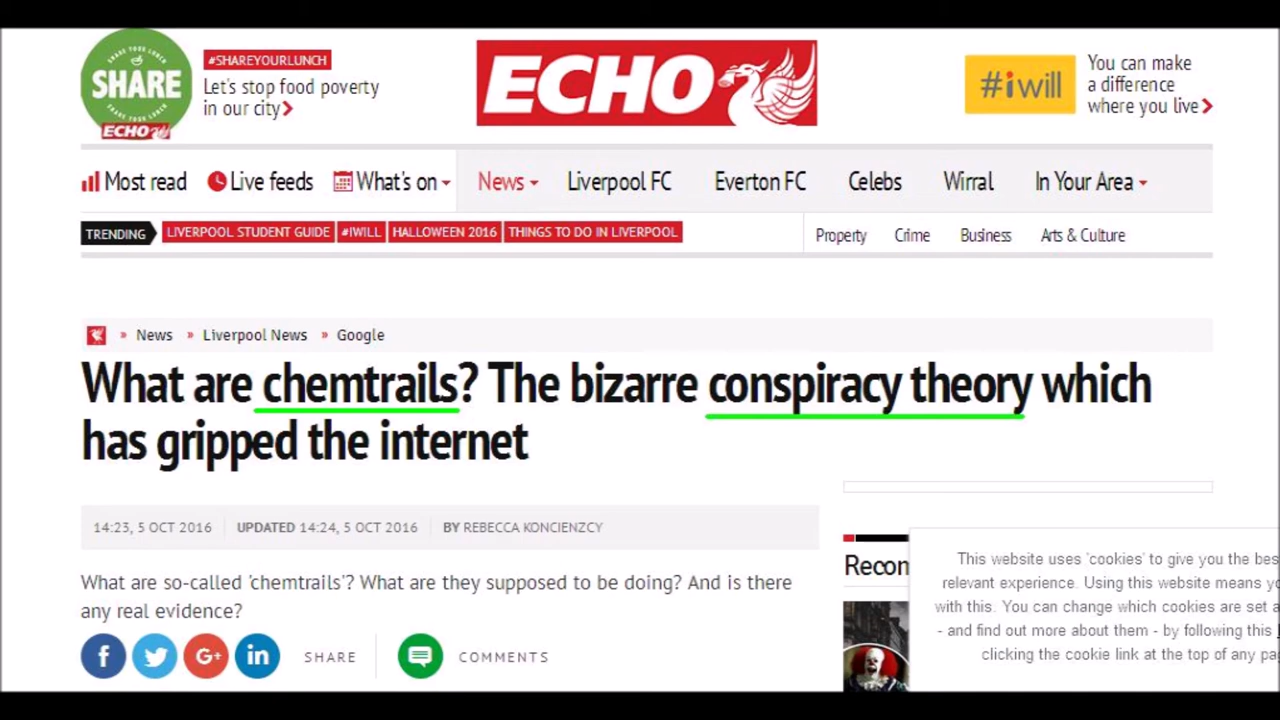 SHARE YOUR LUNCH
SHARE
ECHO
#SHAREYOURLUNCH
Let's stop food poverty
in our city
ECHO
#iwill
You can make
a difference
where you live
Most read Live feeds What's on News Liverpool FC Everton FC Celebs Wirral In Your Area
TRENDING LIVERPOOL STUDENT GUIDE #IWILL HALLOWEEN 2016 THINGS TO DO IN LIVERPOOL Property Crime Business Arts & Culture
» News » Liverpool News » Google
What are chemtrails? The bizarre conspiracy theory which
has gripped the internet
14:23, 5 OCT 2016 UPDATED 14:24, 5 OCT 2016 BY REBECCA KONCIENZCY
What are so-called 'chemtrails'? What are they supposed to be doing? And is there
any real evidence?
f G+ in SHARE COMMENTS
Recon
This website uses 'cookies' to give you the bes
relevant experience. Using this website means yo
with this. You can change which cookies are set a
- and find out more about them - by following this
clicking the cookie link at the top of any pag